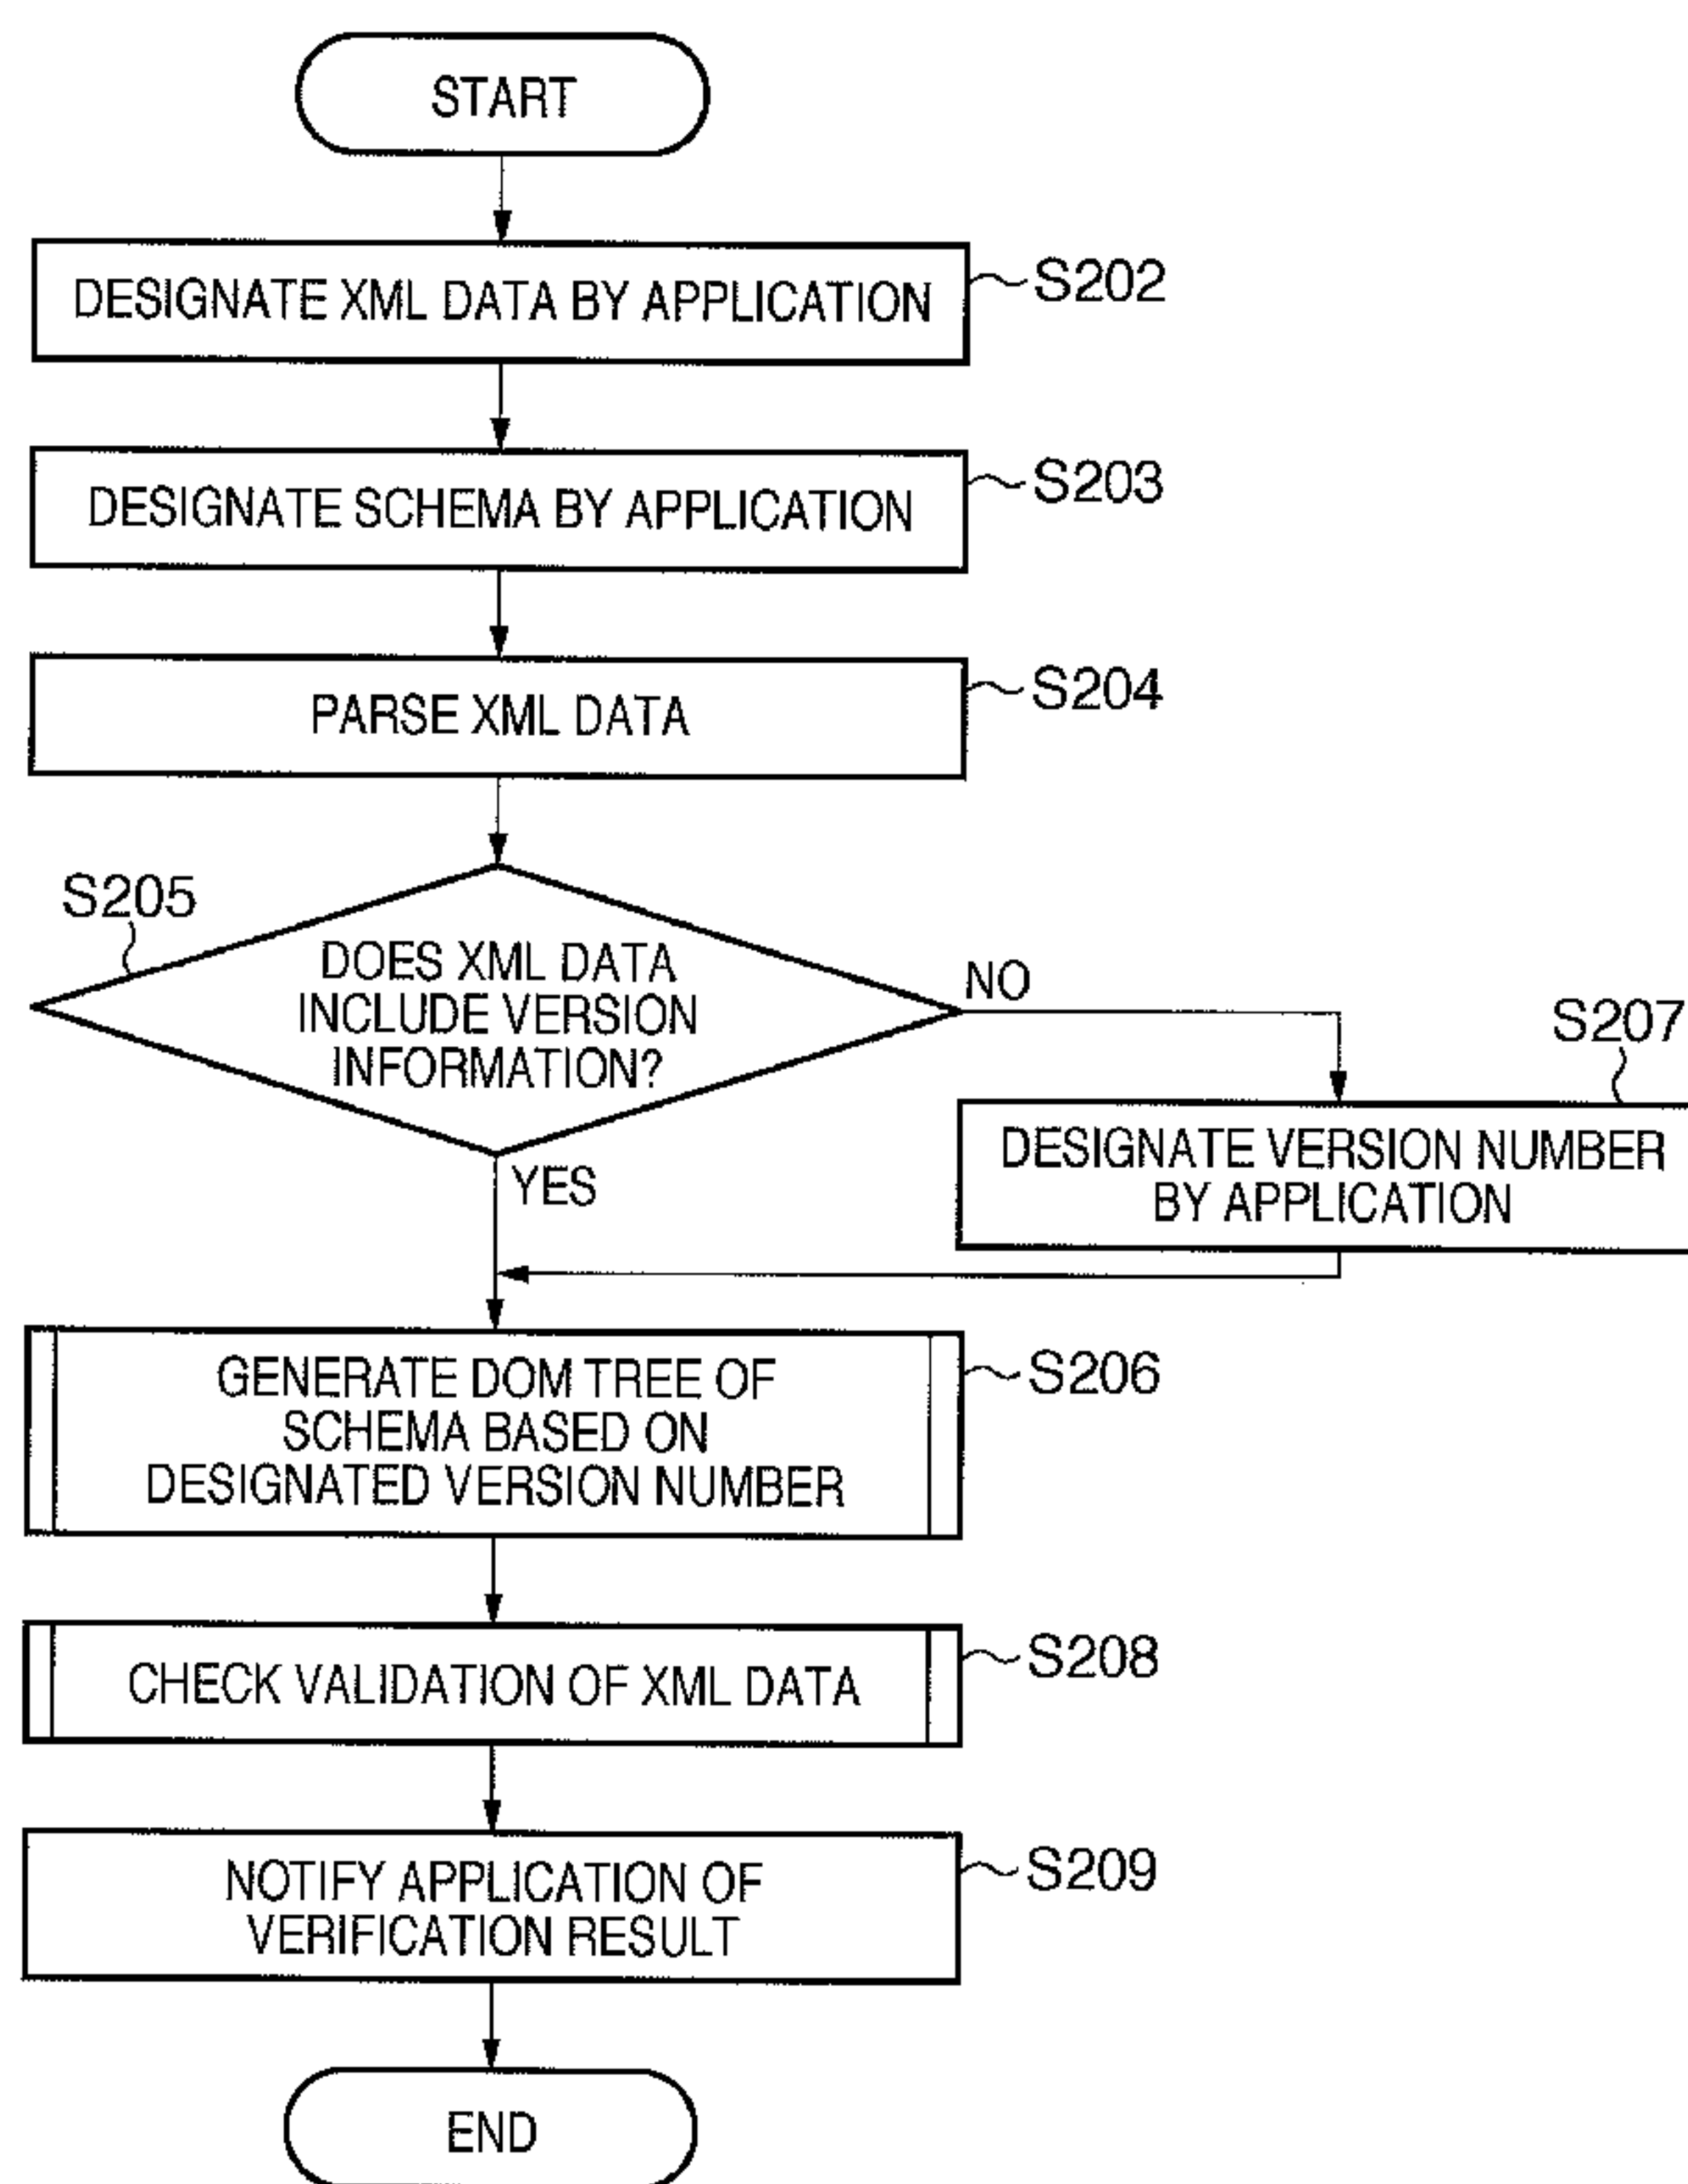 START
DESIGNATE XML DATA BY APPLICATION
S202
DESIGNATE SCHEMA BY APPLICATION
S203
PARSE XML DATA
S204
S205
DOES XML DATA
INCLUDE VERSION
INFORMATION?
NO
YES
S207
DESIGNATE VERSION NUMBER
BY APPLICATION
GENERATE DOM TREE OF
SCHEMA BASED ON
DESIGNATED VERSION NUMBER
S206
CHECK VALIDATION OF XML DATA
S208
NOTIFY APPLICATION OF
VERIFICATION RESULT
S209
END